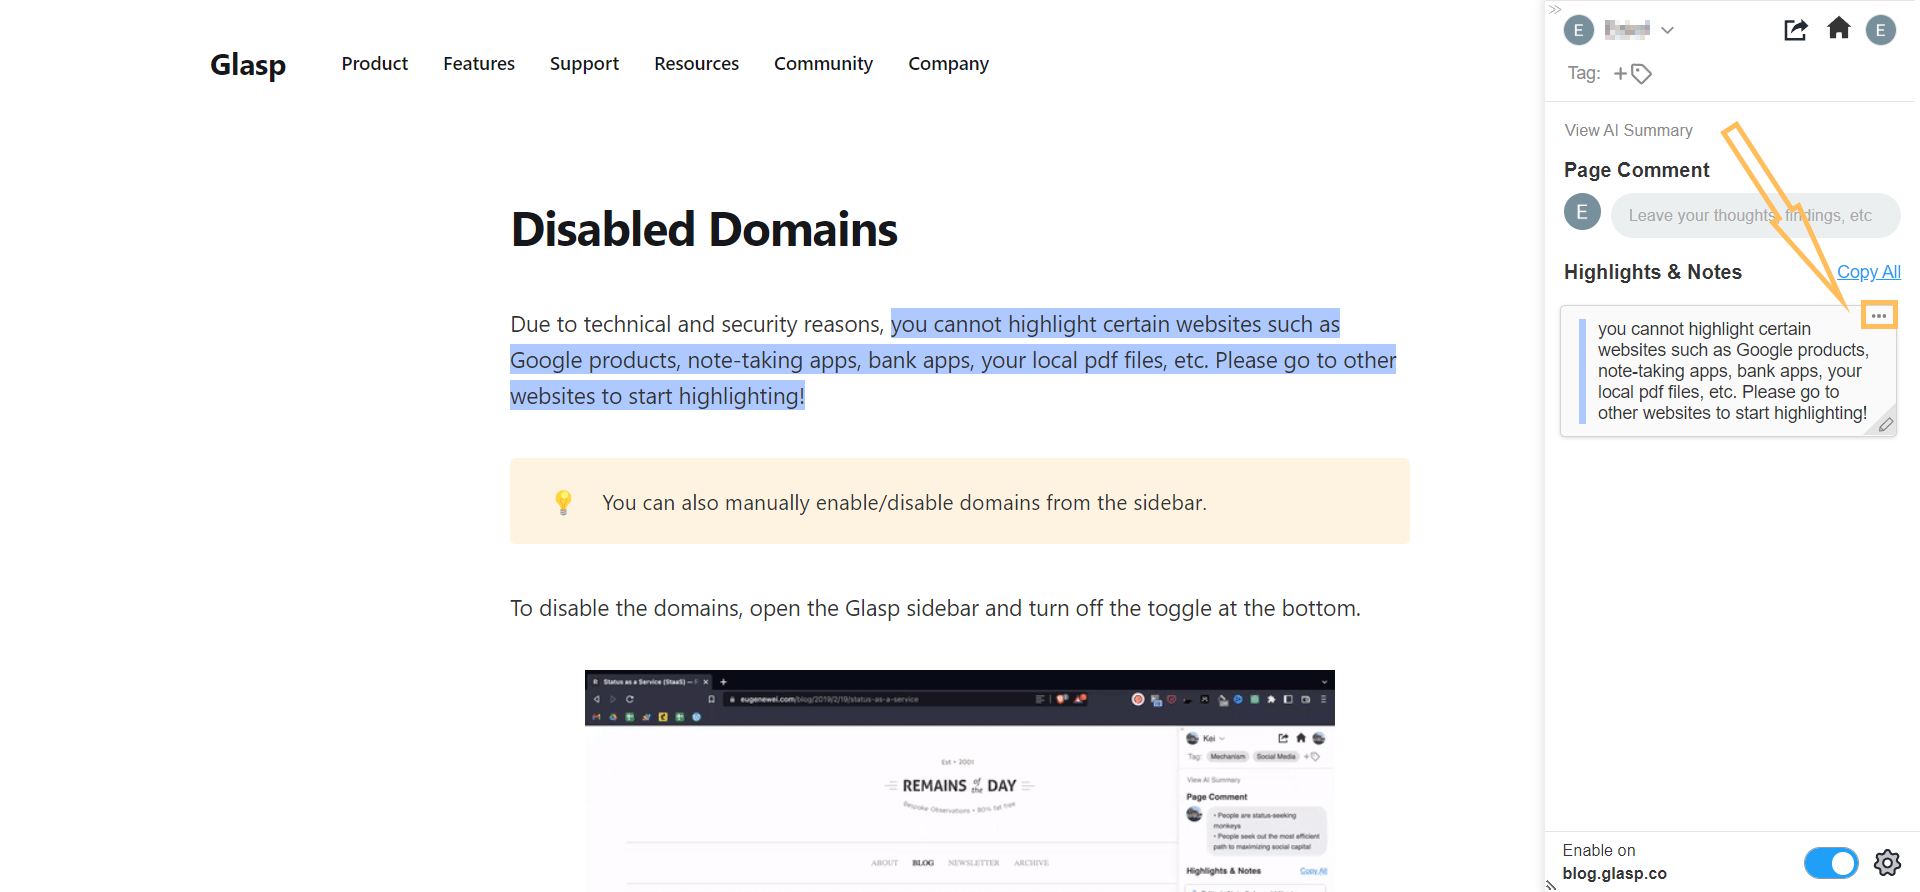 Glasp
Product Features Support Resources Community Company
Disabled Domains
Due to technical and security reasons, you cannot highlight certain websites such as
Google products, note-taking apps, bank apps, your local pdf files, etc. Please go to other
websites to start highlighting!
💡 You can also manually enable/disable domains from the sidebar.
To disable the domains, open the Glasp sidebar and turn off the toggle at the bottom.
R Status as a Service (StaaS) —
eugenewei.com/blog/2019/2/19/status-as-a-service
Est • 2001
REMAINS of the DAY
Bespoke Observations • 80% fat free
ABOUT BLOG NEWSLETTER ARCHIVE
Kei
Tag: Mechanism Social Media +
View AI Summary
Page Comment
• People are status-seeking
monkeys
• People seek out the most efficient
path to maximizing social capital
Highlights & Notes Copy All
E
E
Tag: +
View AI Summary
Page Comment
E
Leave your thoughts, findings, etc
Highlights & Notes Copy All
you cannot highlight certain
websites such as Google products,
note-taking apps, bank apps, your
local pdf files, etc. Please go to
other websites to start highlighting!
Enable on
blog.glasp.co